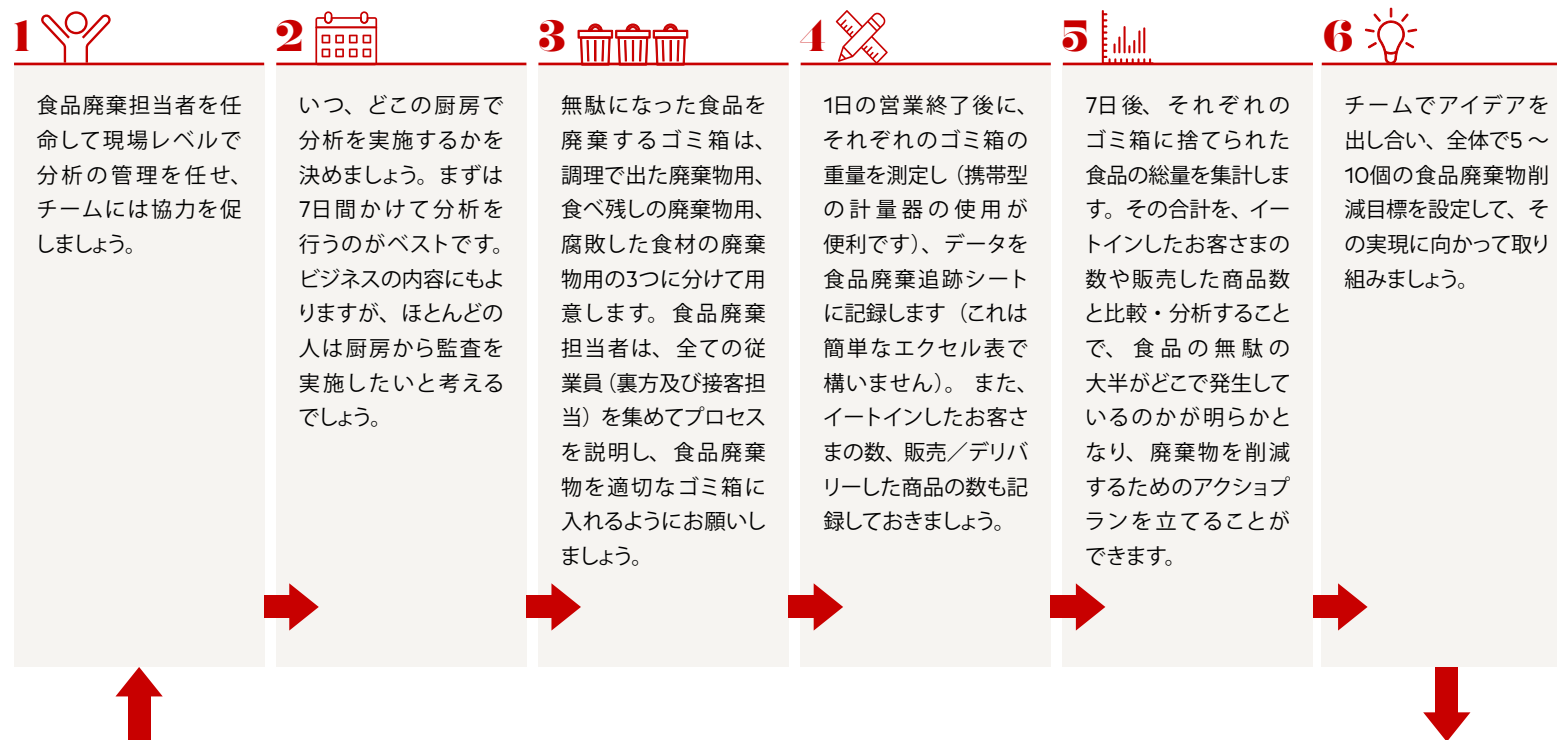 1
食品廃棄担当者を任
命して現場レベルで
分析の管理を任せ、
チームには協力を促
しましょう。
2
いつ、どこの厨房で
分析を実施するかを
決めましょう。まずは
7日間かけて分析を
行うのがベストです。
ビジネスの内容にもよ
りますが、ほとんどの
人は厨房から監査を
実施したいと考える
でしょう。
3
無駄になった食品を
廃棄するゴミ箱は、
調理で出た廃棄物用、
食べ残しの廃棄物用、
腐敗した食材の廃棄
物用の3つに分けて用
意します。食品廃棄
担当者は、全ての従
業員（裏方及び接客担
当）を集めてプロセス
を説明し、食品廃棄
物を適切なゴミ箱に
入れるようにお願いし
ましょう。
4
1日の営業終了後に、
それぞれのゴミ箱の
重量を測定し（携帯型
の計量器の使用が
便利です）、データを
食品廃棄追跡シート
に記録します（これは
簡単なエクセル表で
構いません）。また、
イートインしたお客さ
まの数、販売／デリバ
リーした商品の数も記
録しておきましょう。
5
7日後、それぞれの
ゴミ箱に捨てられた
食品の総量を集計しま
す。その合計を、イー
トインしたお客さまの
数や販売した商品数
と比較・分析すること
で、食品の無駄の
大半がどこで発生して
いるのかが明らかと
なり、廃棄物を削減
するためのアクショプ
ランを立てることが
できます。
6
チームでアイデアを
出し合い、全体で5～
10個の食品廃棄物削
減目標を設定して、そ
の実現に向かって取り
組みましょう。